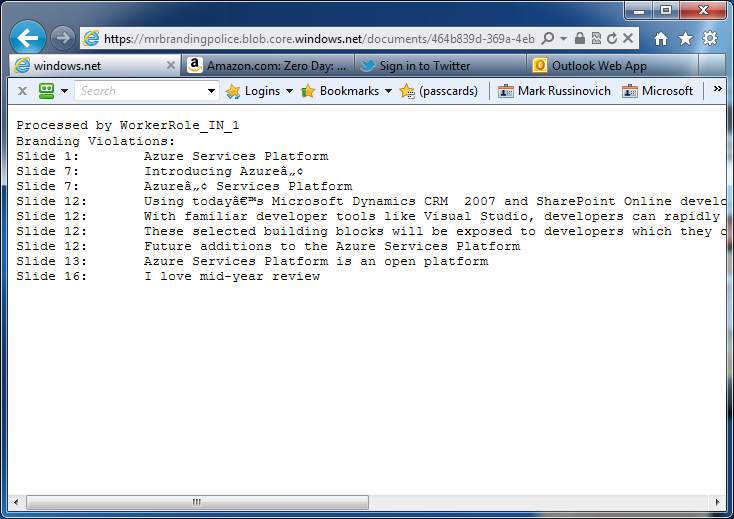 https://mrbrandingpolice.blob.core.windows.net/documents/464b839d-369a-4eb
windows.net
Amazon.com: Zero Day: ...
Sign in to Twitter
Outlook Web App
Search
Logins
Bookmarks
(passcards)
Mark Russinovich
Microsoft
»
Processed by WorkerRole_IN_1
Branding Violations:
Slide 1: Azure Services Platform
Slide 7: Introducing Azureâ„¢
Slide 7: Azureâ„¢ Services Platform
Slide 12: Using todayâ€™s Microsoft Dynamics CRM 2007 and SharePoint Online develo
Slide 12: With familiar developer tools like Visual Studio, developers can rapidly
Slide 12: These selected building blocks will be exposed to developers which they c
Slide 12: Future additions to the Azure Services Platform
Slide 13: Azure Services Platform is an open platform
Slide 16: I love mid-year review